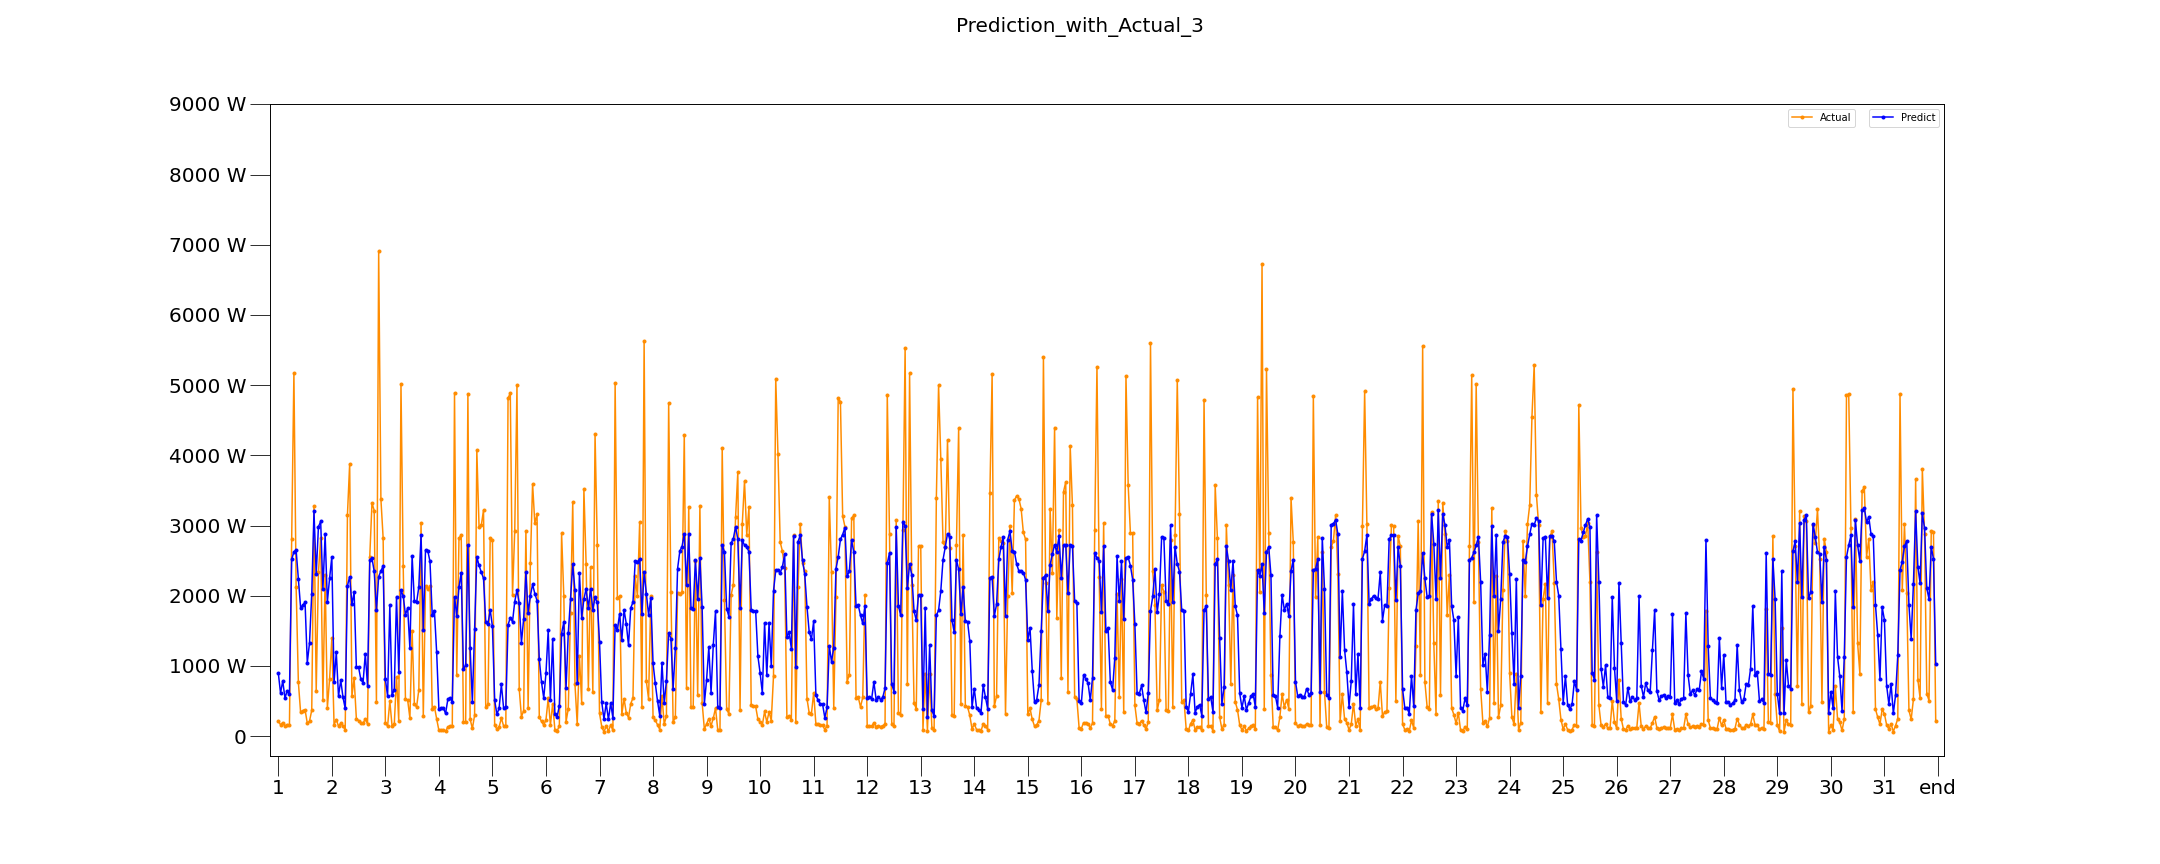 Prediction_with_Actual_3
9000 W
8000 W
7000 W
6000 W
5000 W
4000 W
3000 W
2000 W
1000 W
0
Actual Predict
1 2 3 4 5 6 7 8 9 10 11 12 13 14 15 16 17 18 19 20 21 22 23 24 25 26 27 28 29 30 31 end